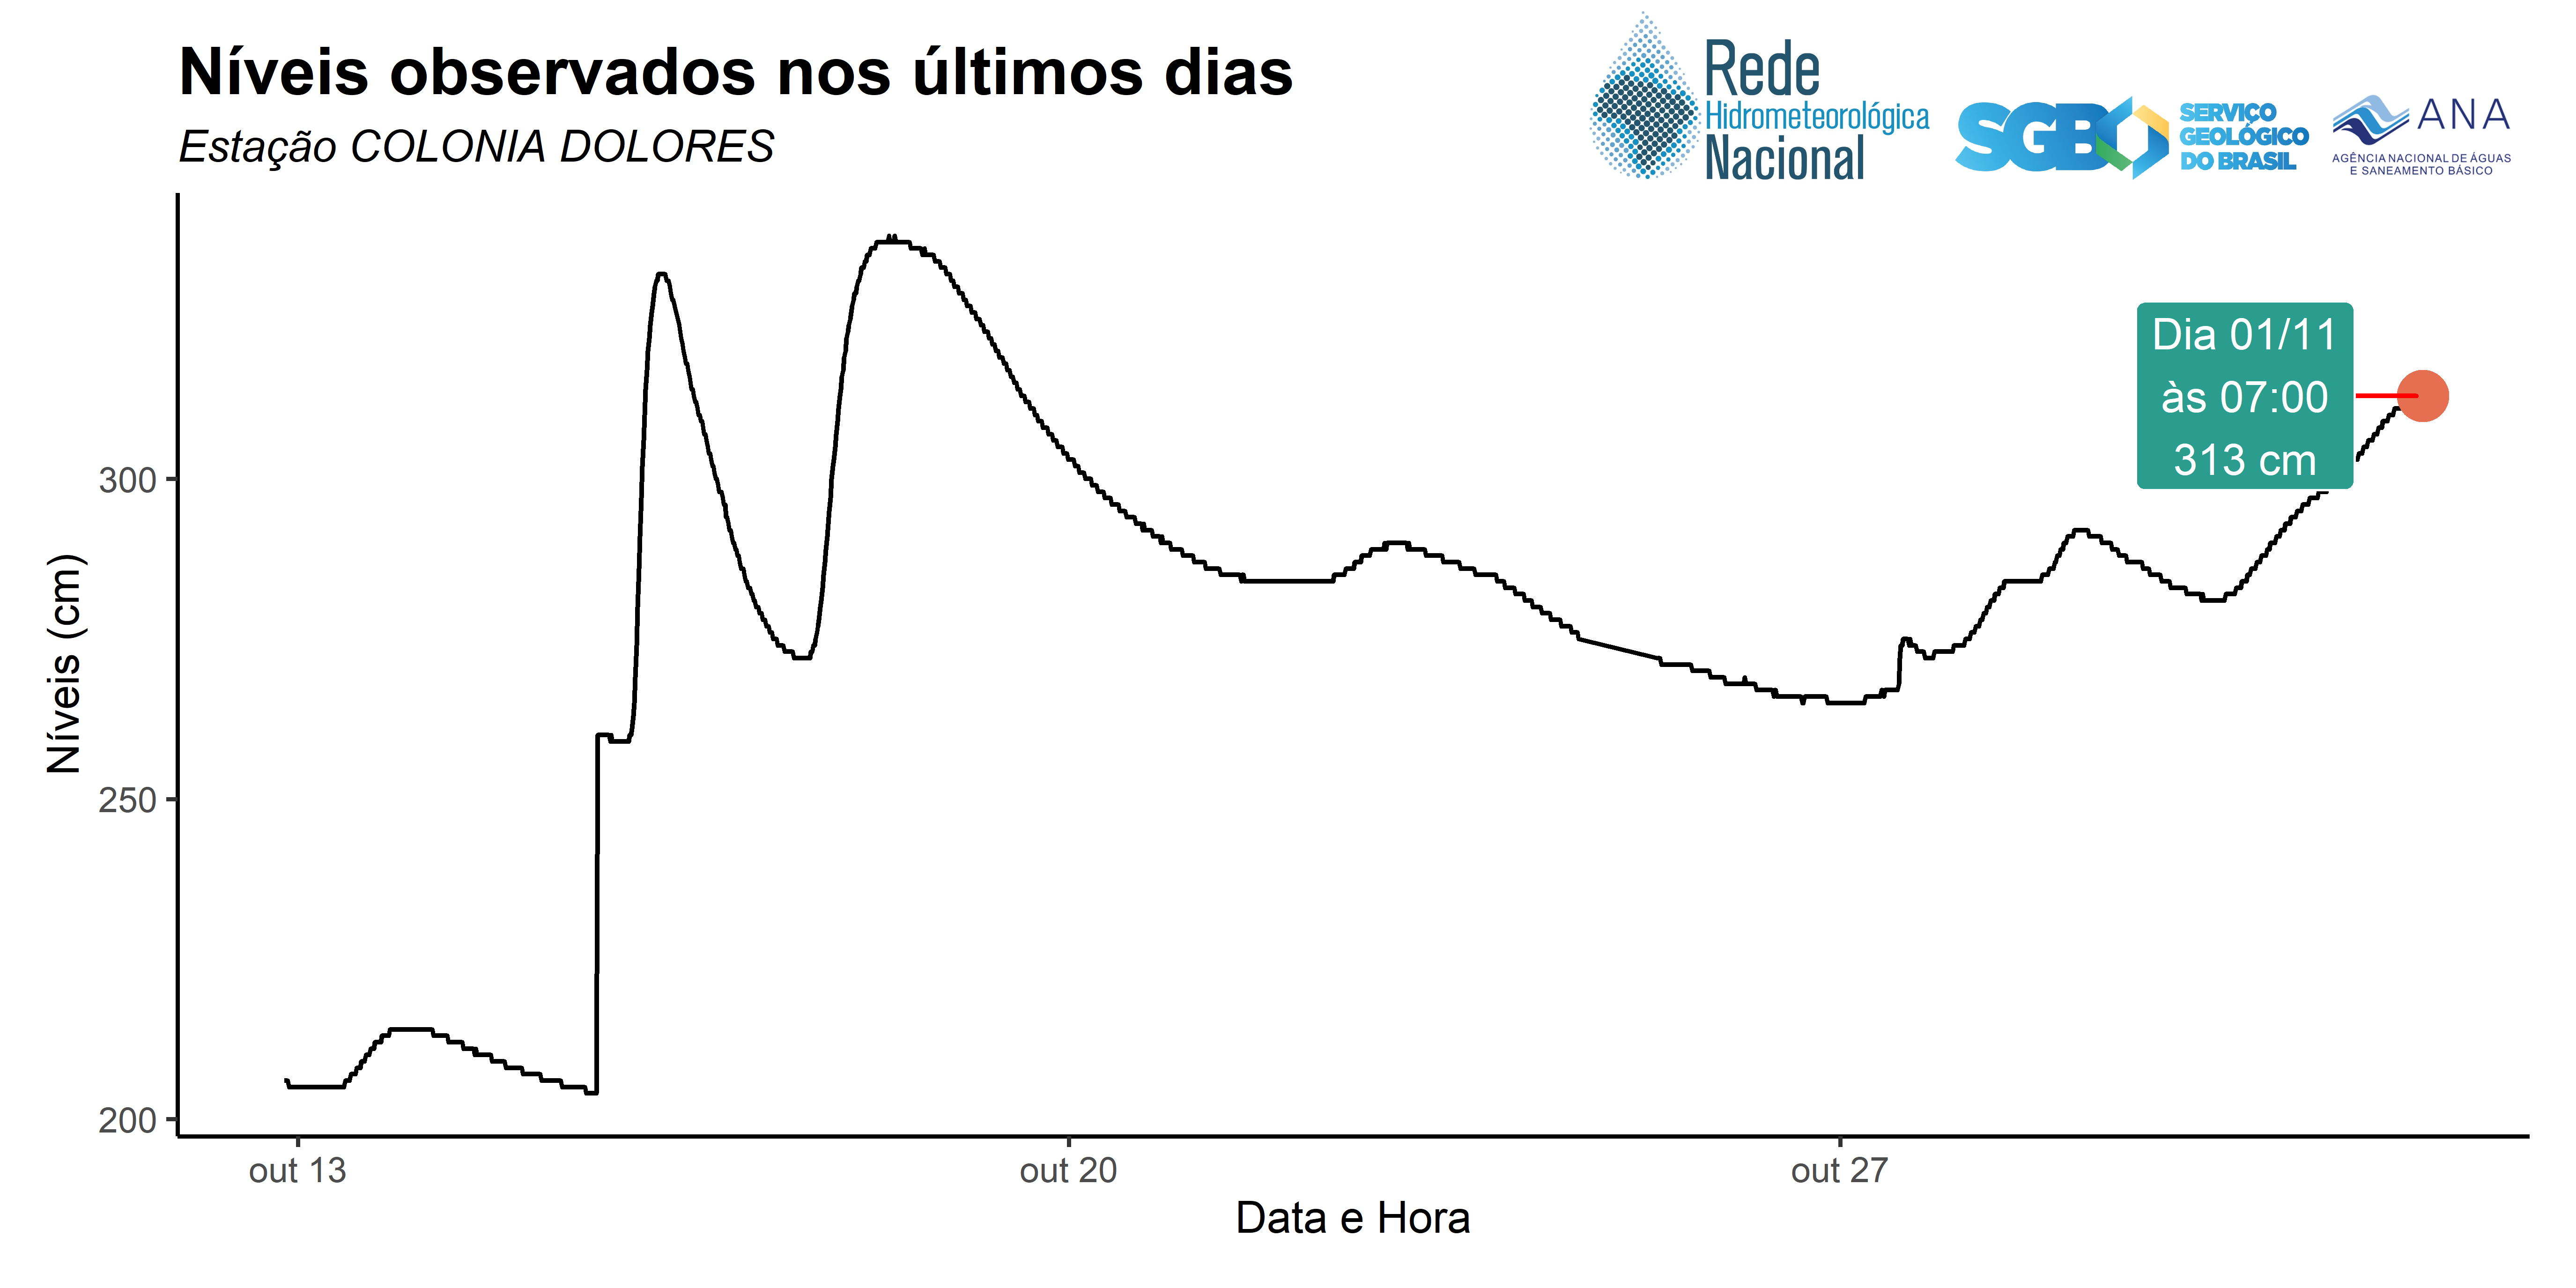 Níveis observados nos últimos dias
Estação COLONIA DOLORES
Rede
Hidrometeorológica
Nacional
SGB
SERVIÇO
GEOLÓGICO
DO BRASIL
ANA
AGÊNCIA NACIONAL DE ÁGUAS
E SANEAMENTO BÁSICO
Dia 01/11
às 07:00
313 cm
Níveis (cm)
300
250
200
out 13
out 20
out 27
Data e Hora